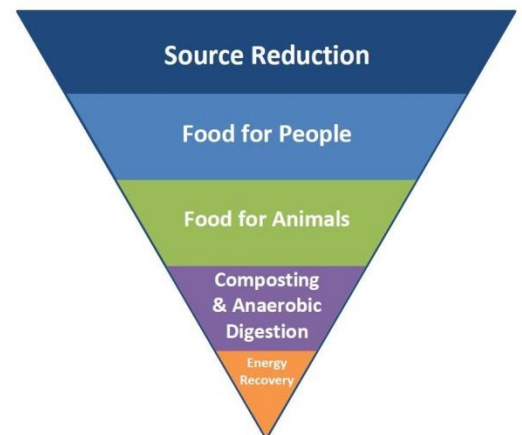 Source Reduction
Food for People
Food for Animals
Composting
& Anaerobic
Digestion
Energy
Recovery